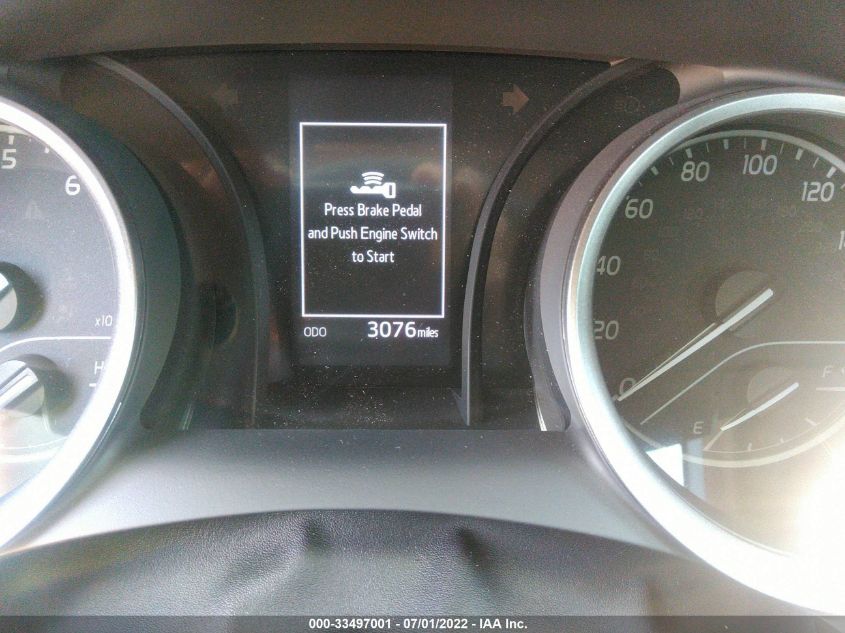 5
6
x10
H
Press Brake Pedal
and Push Engine Switch
to Start
ODO 3076 miles
0
20
40
60
80
100
120
E
F
000-33497001 - 07/01/2022 - IAA Inc.